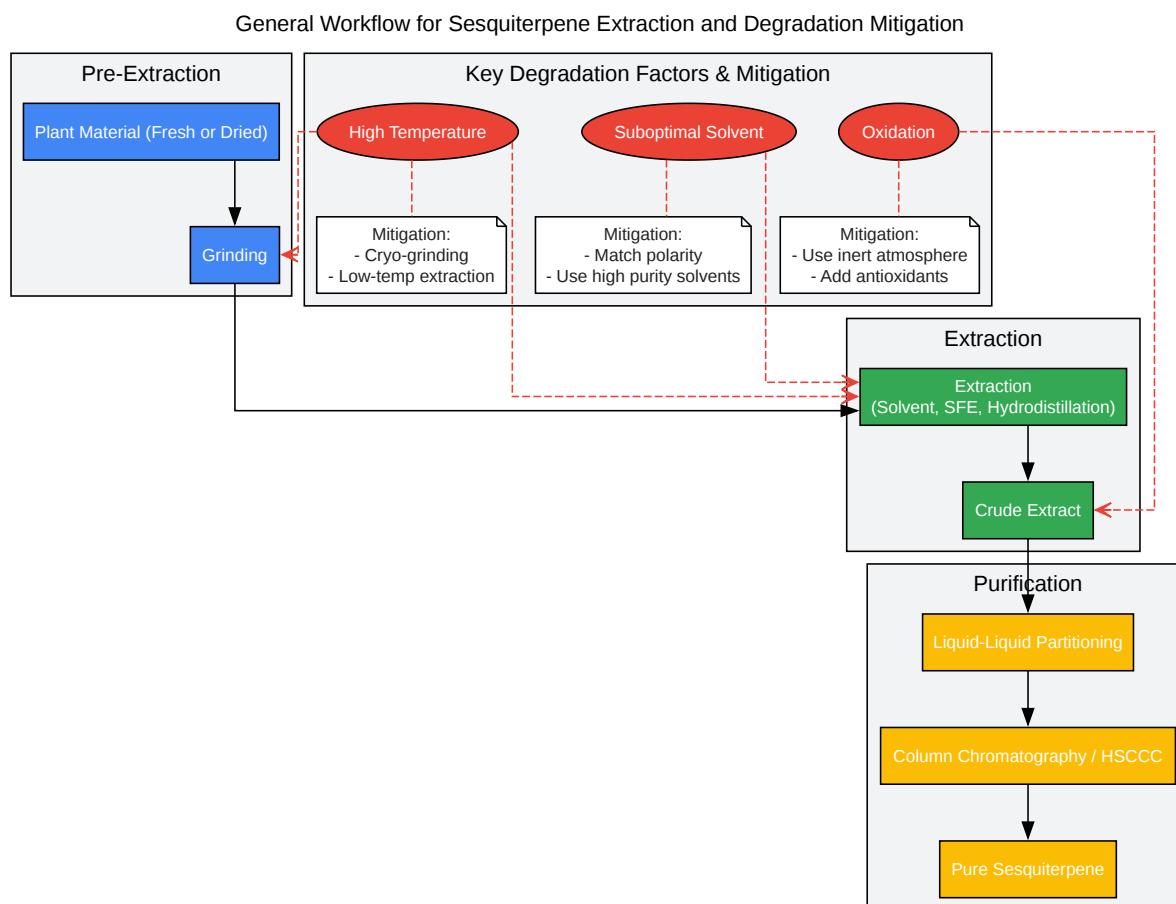 General Workflow for Sesquiterpene Extraction and Degradation Mitigation
Pre-Extraction
Plant Material (Fresh or Dried)
Grinding
Key Degradation Factors & Mitigation
High Temperature
Suboptimal Solvent
Oxidation
Mitigation:
- Cryo-grinding
- Low-temp extraction
Mitigation:
- Match polarity
- Use high purity solvents
Mitigation:
- Use inert atmosphere
- Add antioxidants
Extraction
Extraction
(Solvent, SFE, Hydrodistillation)
Crude Extract
Purification
Liquid-Liquid Partitioning
Column Chromatography / HSCCC
Pure Sesquiterpene